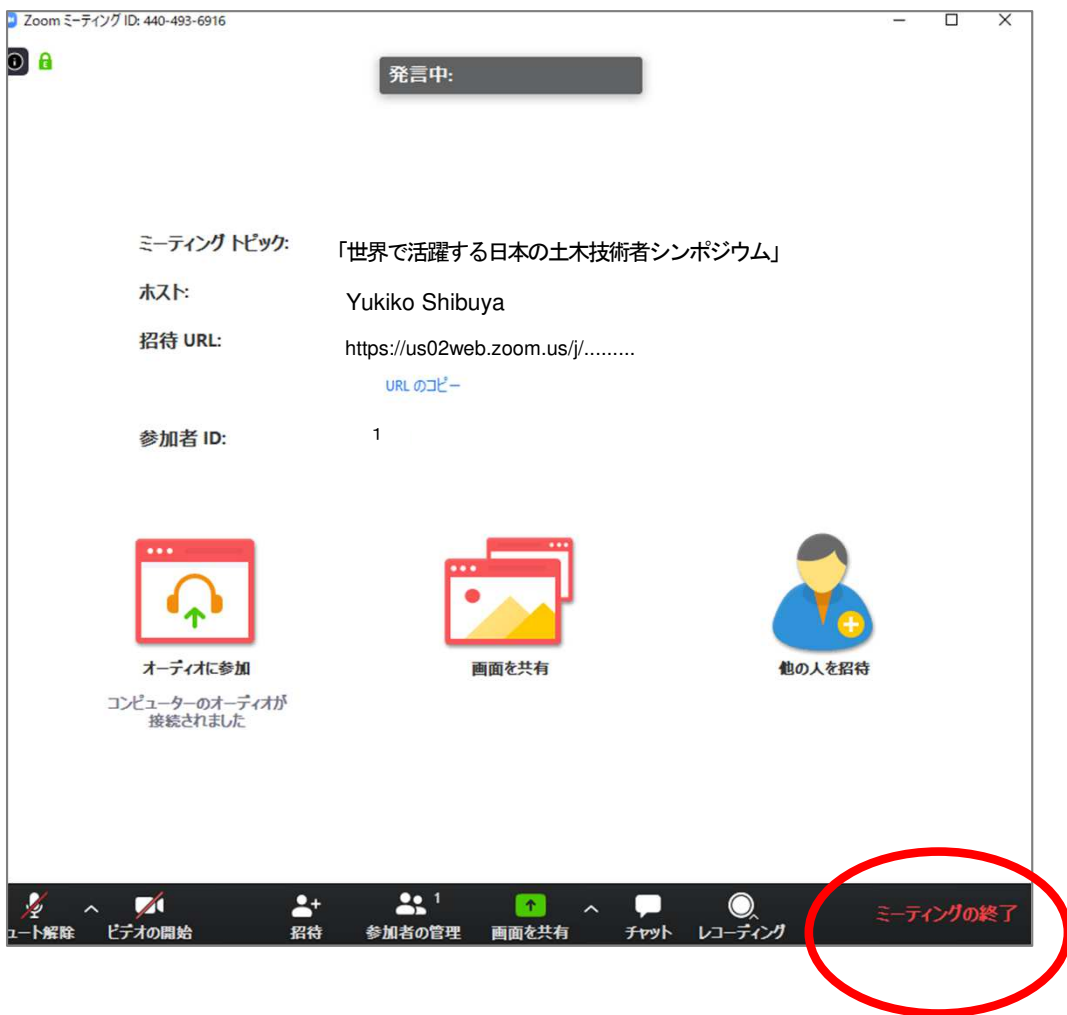 Zoom ミーティング ID: 440-493-6916
発言中:
ミーティング トピック: 「世界で活躍する日本の土木技術者シンポジウム」
ホスト: Yukiko Shibuya
招待 URL: https://us02web.zoom.us/j/.........
URL のコピー
参加者 ID: 1
オーディオに参加 画面を共有 他の人を招待
コンピューターのオーディオが
接続されました
1
ュート解除 ビデオの開始 招待 参加者の管理 画面を共有 チャット レコーディング ミーティングの終了